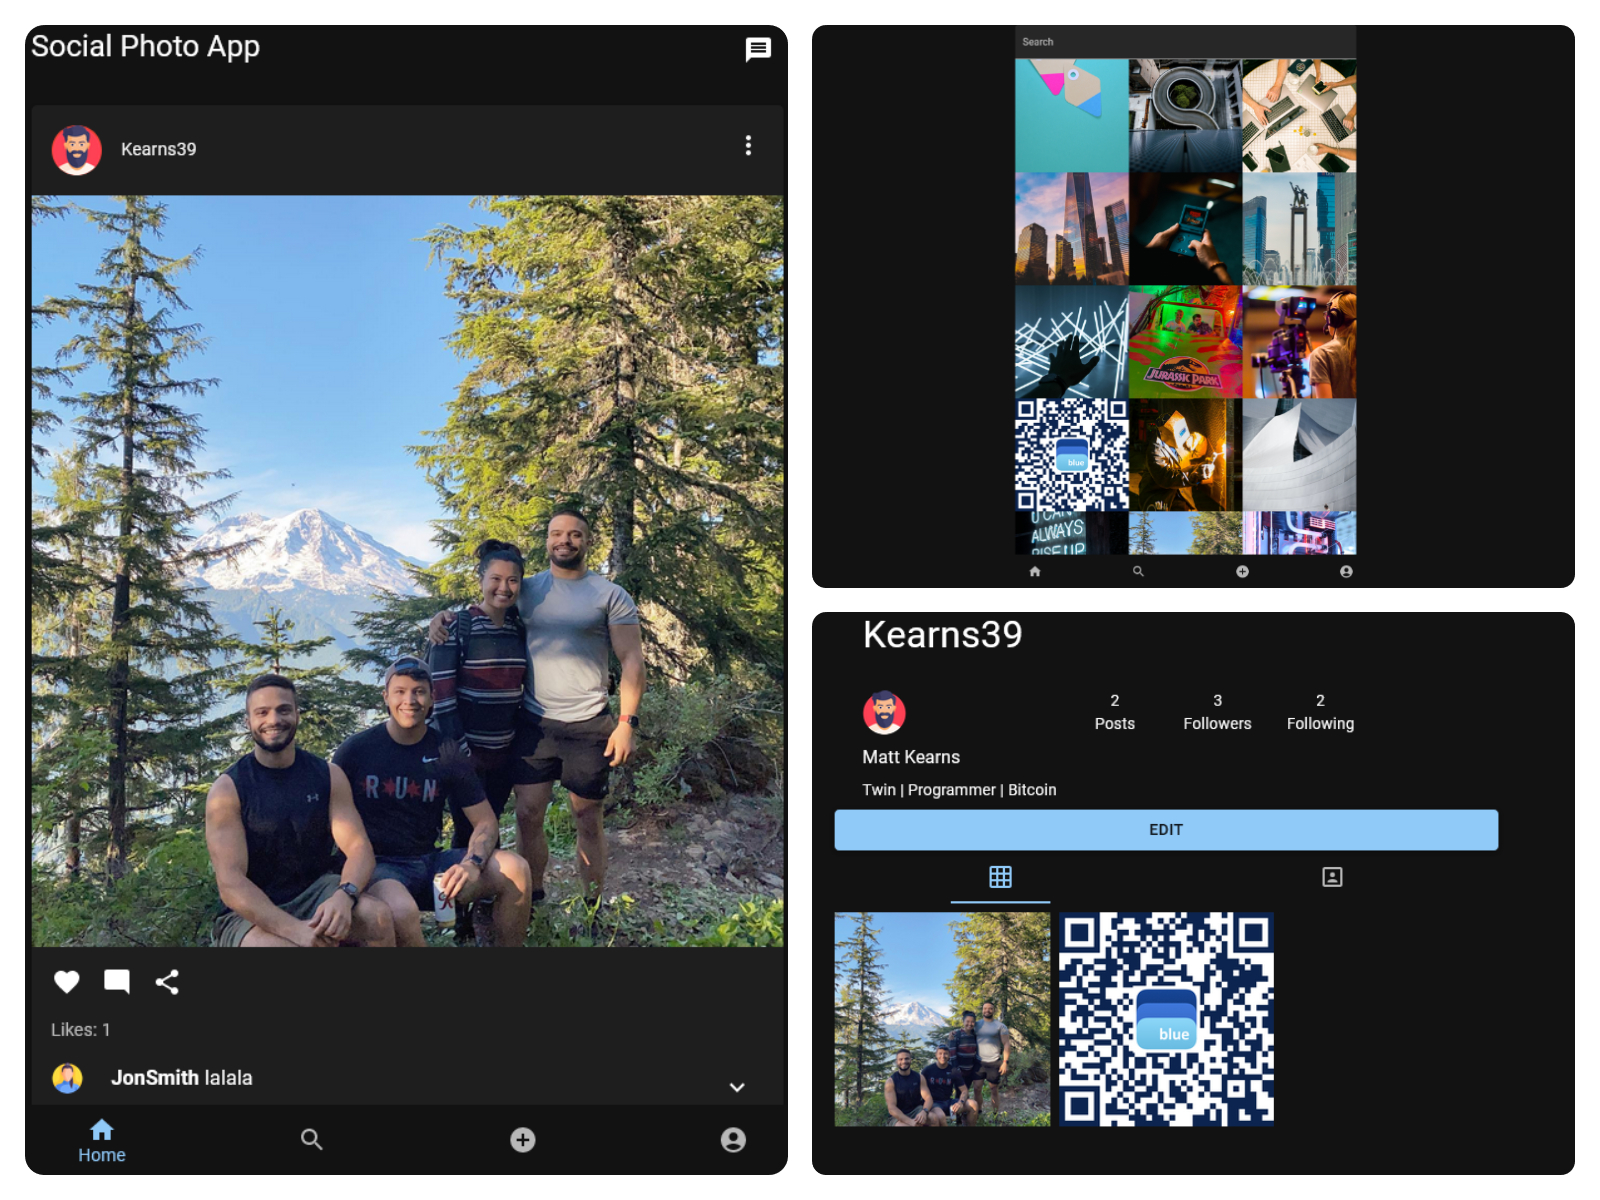 Social Photo App
Kearns39
R U N
Likes: 1
JonSmith lalala
Home
Search
JURASSIC PARK
blue
U CAN
ALWAYS
RISE UP
Kearns39
2
Posts
3
Followers
2
Following
Matt Kearns
Twin | Programmer | Bitcoin
EDIT
blue